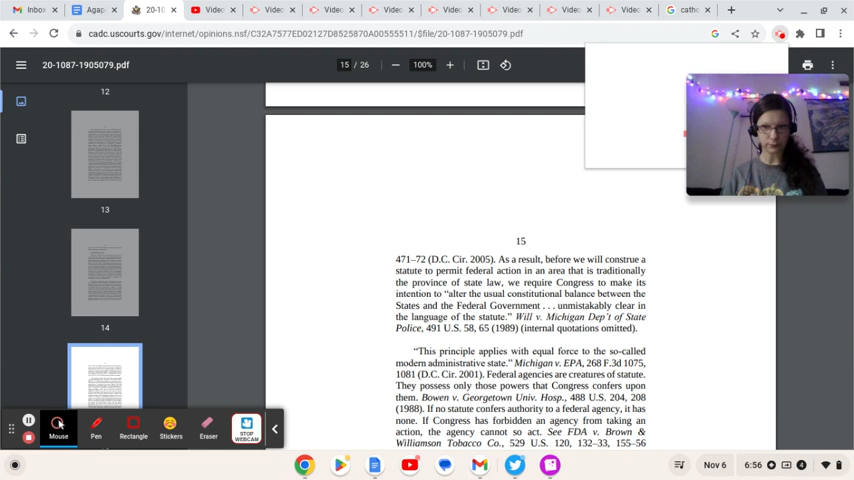 Inbox
Agap
20-10
Video
Video
Video
Video
Video
Video
Video
Video
catho
cadc.uscourts.gov/internet/opinions.nsf/C32A7577ED02127D8525870A00555511/$file/20-1087-1905079.pdf
20-1087-1905079.pdf
15 / 26
100%
12
13
14
15
471–72 (D.C. Cir. 2005). As a result, before we will construe a
statute to permit federal action in an area that is traditionally
the province of state law, we require Congress to make its
intention to “alter the usual constitutional balance between the
States and the Federal Government . . . unmistakably clear in
the language of the statute.” Will v. Michigan Dep’t of State
Police, 491 U.S. 58, 65 (1989) (internal quotations omitted).
“This principle applies with equal force to the so-called
modern administrative state.” Michigan v. EPA, 268 F.3d 1075,
1081 (D.C. Cir. 2001). Federal agencies are creatures of statute.
They possess only those powers that Congress confers upon
them. Bowen v. Georgetown Univ. Hosp., 488 U.S. 204, 208
(1988). If no statute confers authority to a federal agency, it has
none. If Congress has forbidden an agency from taking an
action, the agency cannot so act. See FDA v. Brown &
Williamson Tobacco Co., 529 U.S. 120, 132–33, 155–56
Mouse
Pen
Rectangle
Stickers
Eraser
STOP
WEBCAM
Nov 6
6:56
4